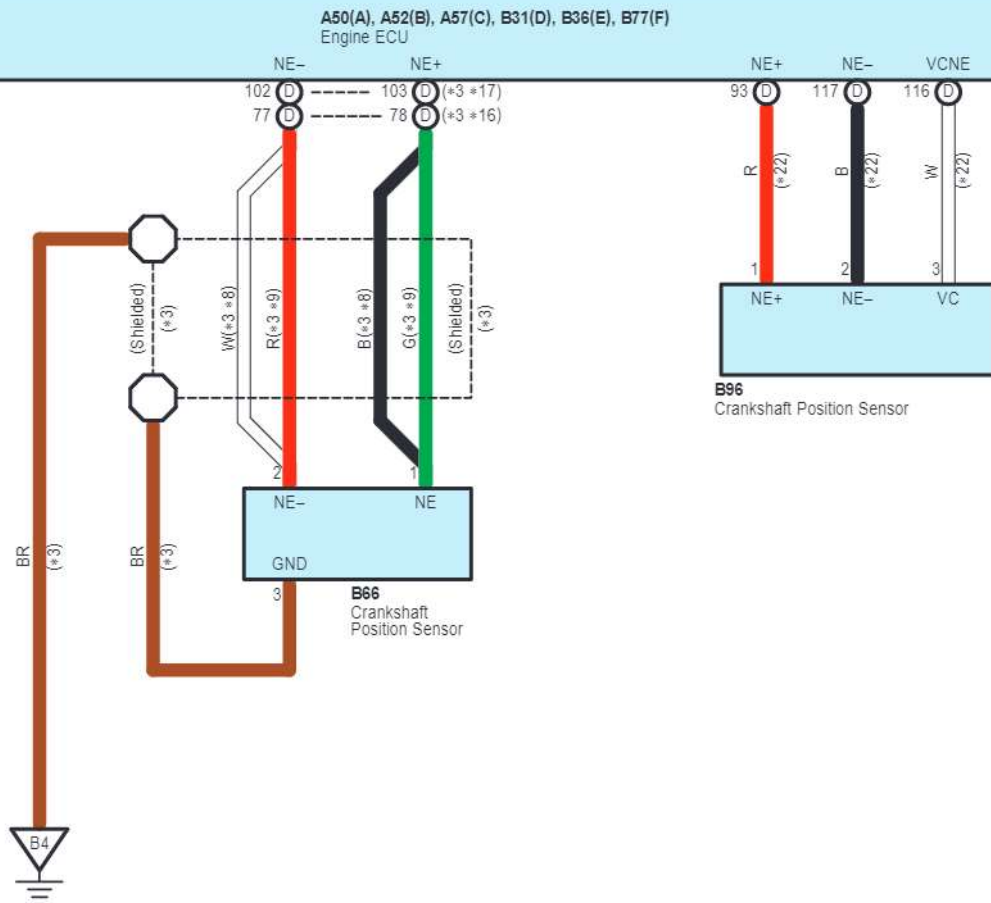 A50(A), A52(B), A57(C), B31(D), B36(E), B77(F)
Engine ECU
NE− NE+ NE+ NE− VCNE
102 D 103 D (*3 *17) 93 D 117 D 116 D
77 D 78 D (*3 *16)
R (*22) B (*22) W (*22)
1 2 3
NE+ NE− VC
(Shielded) (*3) W(*3 *8) R(*3 *9) B(*3 *8) G(*3 *9) (Shielded) (*3)
B96
Crankshaft Position Sensor
2 1
NE− NE
BR (*3) BR (*3)
GND
3
B66
Crankshaft
Position Sensor
B4